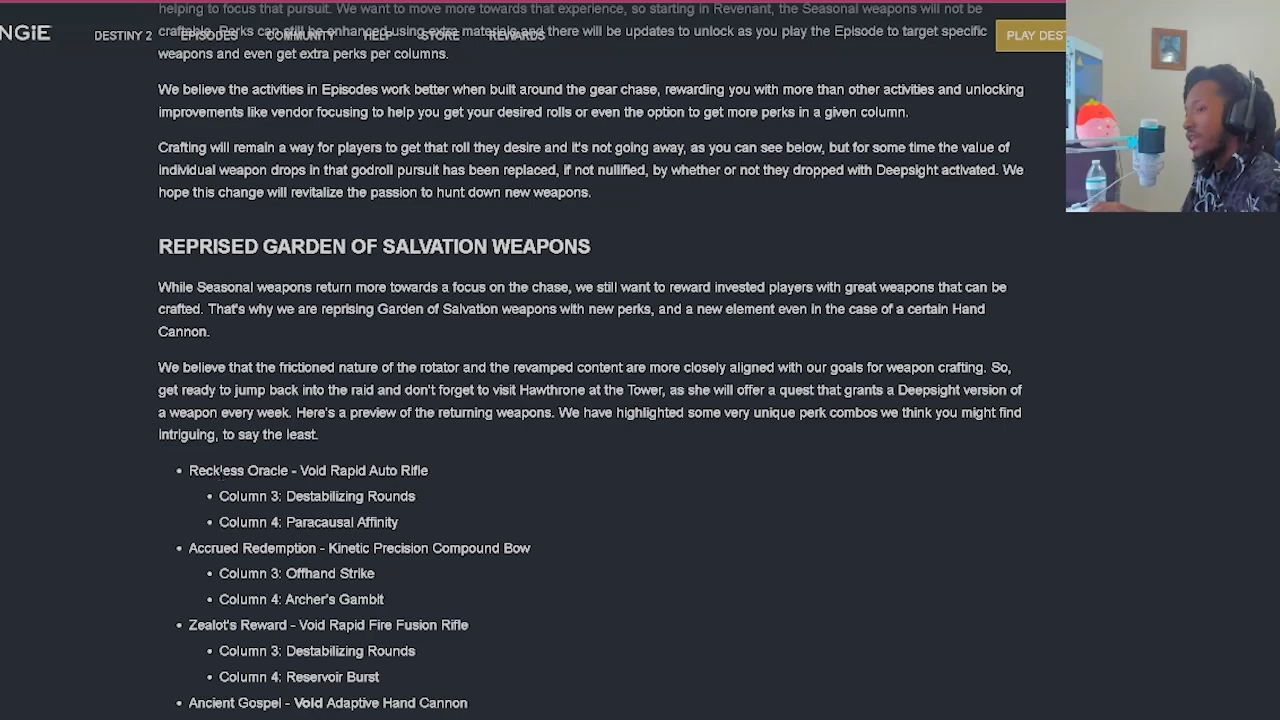 helping to focus that pursuit. We want to move more towards that experience, so starting in Revenant, the Seasonal weapons will not be
NGiE DESTINY 2 EPISODES COMMUNITY HELP STORE REWARDS PLAY DEST
craftable. Perks can still be enhanced using extra materials and there will be updates to unlock as you play the Episode to target specific
weapons and even get extra perks per columns.
We believe the activities in Episodes work better when built around the gear chase, rewarding you with more than other activities and unlocking
improvements like vendor focusing to help you get your desired rolls or even the option to get more perks in a given column.
Crafting will remain a way for players to get that roll they desire and it's not going away, as you can see below, but for some time the value of
individual weapon drops in that godroll pursuit has been replaced, if not nullified, by whether or not they dropped with Deepsight activated. We
hope this change will revitalize the passion to hunt down new weapons.
REPRISED GARDEN OF SALVATION WEAPONS
While Seasonal weapons return more towards a focus on the chase, we still want to reward invested players with great weapons that can be
crafted. That's why we are reprising Garden of Salvation weapons with new perks, and a new element even in the case of a certain Hand
Cannon.
We believe that the frictioned nature of the rotator and the revamped content are more closely aligned with our goals for weapon crafting. So,
get ready to jump back into the raid and don't forget to visit Hawthrone at the Tower, as she will offer a quest that grants a Deepsight version of
a weapon every week. Here's a preview of the returning weapons. We have highlighted some very unique perk combos we think you might find
intriguing, to say the least.
• Reckless Oracle - Void Rapid Auto Rifle
• Column 3: Destabilizing Rounds
• Column 4: Paracausal Affinity
• Accrued Redemption - Kinetic Precision Compound Bow
• Column 3: Offhand Strike
• Column 4: Archer's Gambit
• Zealot's Reward - Void Rapid Fire Fusion Rifle
• Column 3: Destabilizing Rounds
• Column 4: Reservoir Burst
• Ancient Gospel - Void Adaptive Hand Cannon